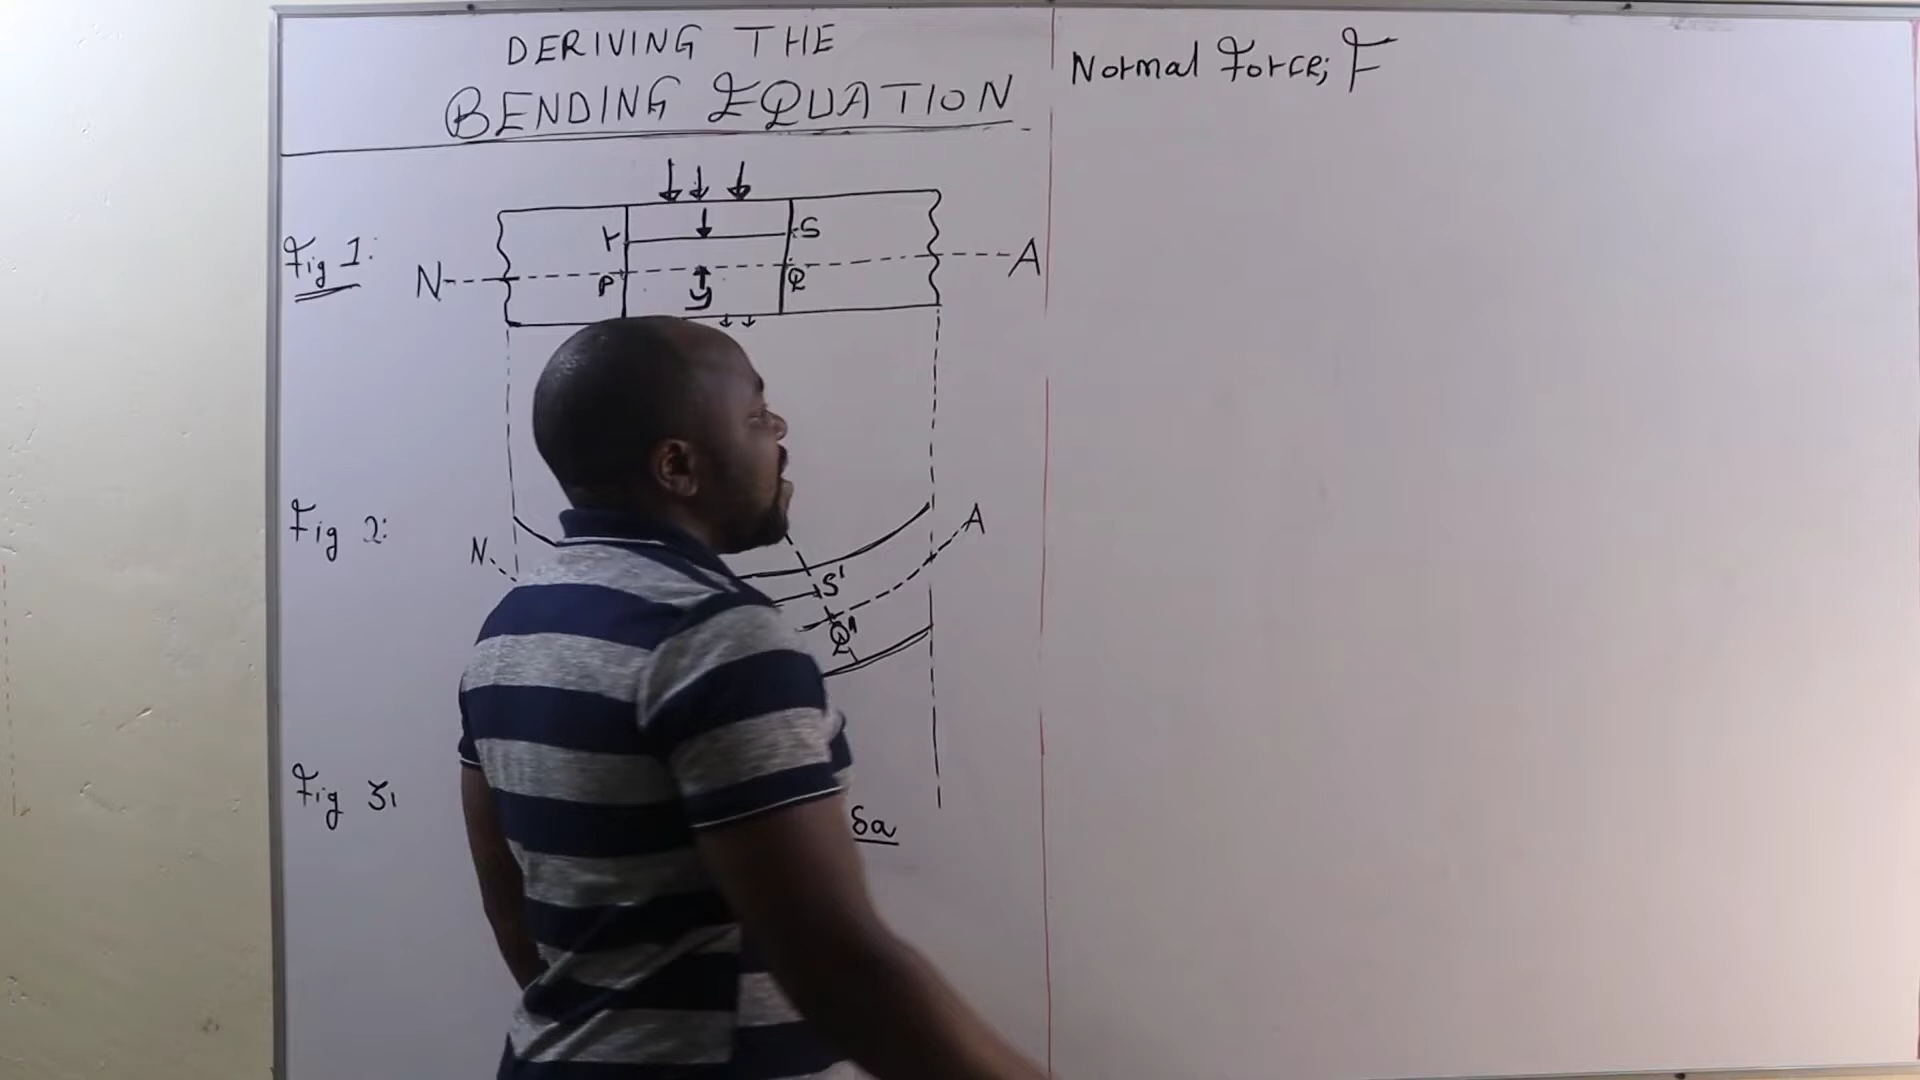 DERIVING THE
BENDING EQUATION
Normal Force; F
Fig 1:
N
A
r
S
P
Q
y
Fig 2:
N
A
S'
Q'
Fig 3:
δa